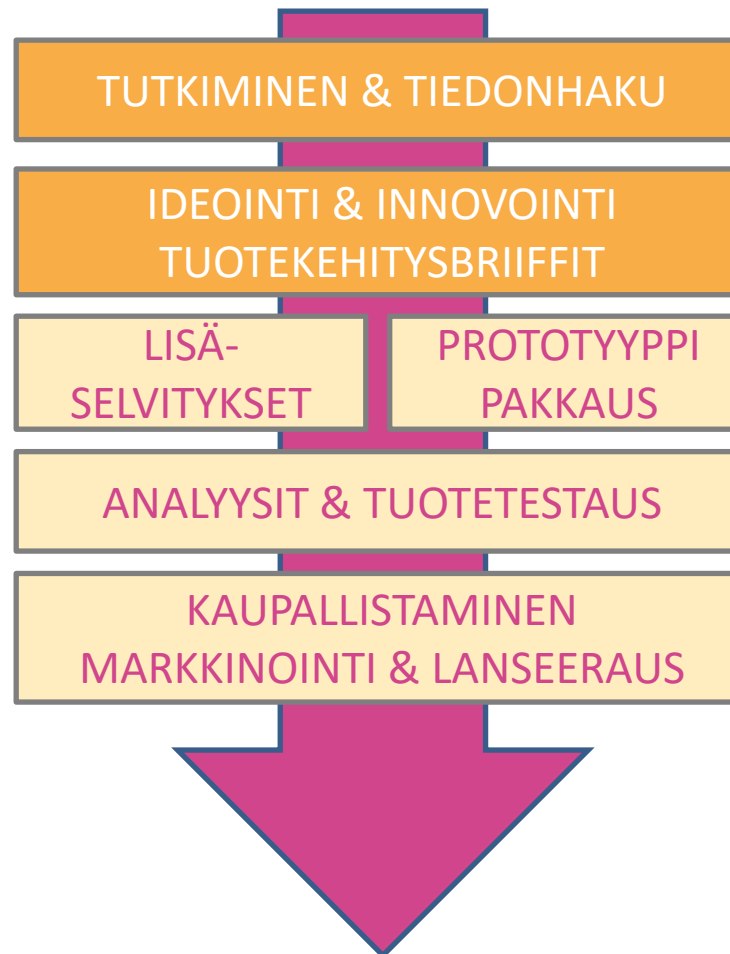 TUTKIMINEN & TIEDONHAKU
IDEOINTI & INNOVOINTI
TUOTEKEHITYSBRIIFFIT
LISÄ-
SELVITYKSET
PROTOTYYPPI
PAKKAUS
ANALYYSIT & TUOTETESTAUS
KAUPALLISTAMINEN
MARKKINOINTI & LANSEERAUS